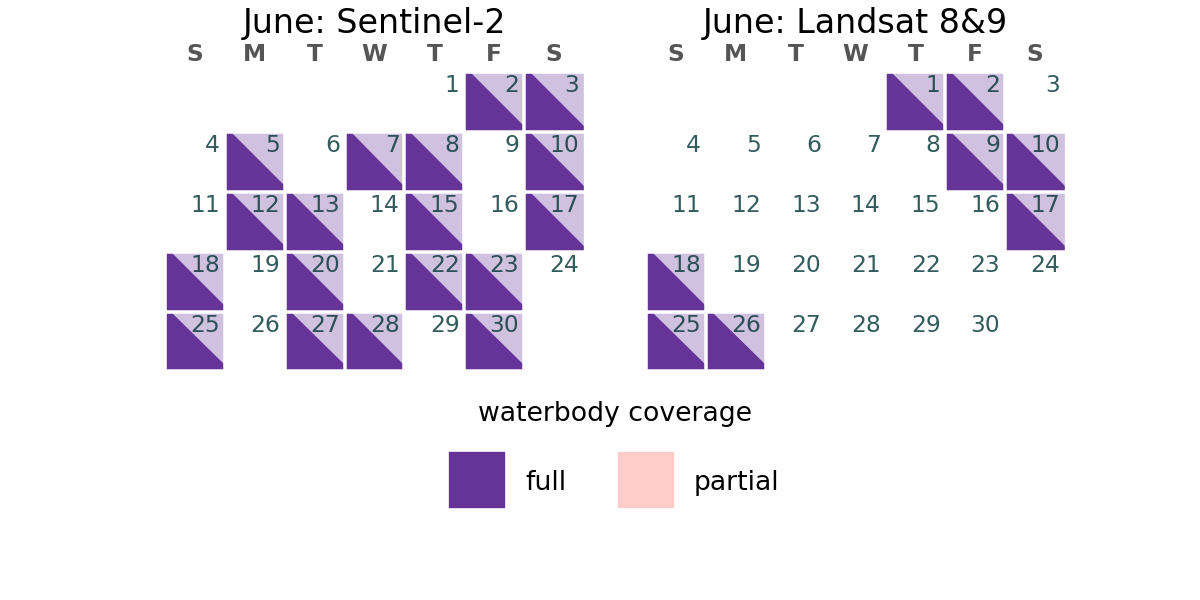 June: Sentinel-2
S M T W T F S
1 2 3
4 5 6 7 8 9 10
11 12 13 14 15 16 17
18 19 20 21 22 23 24
25 26 27 28 29 30
June: Landsat 8&9
S M T W T F S
1 2 3
4 5 6 7 8 9 10
11 12 13 14 15 16 17
18 19 20 21 22 23 24
25 26 27 28 29 30
waterbody coverage
full partial